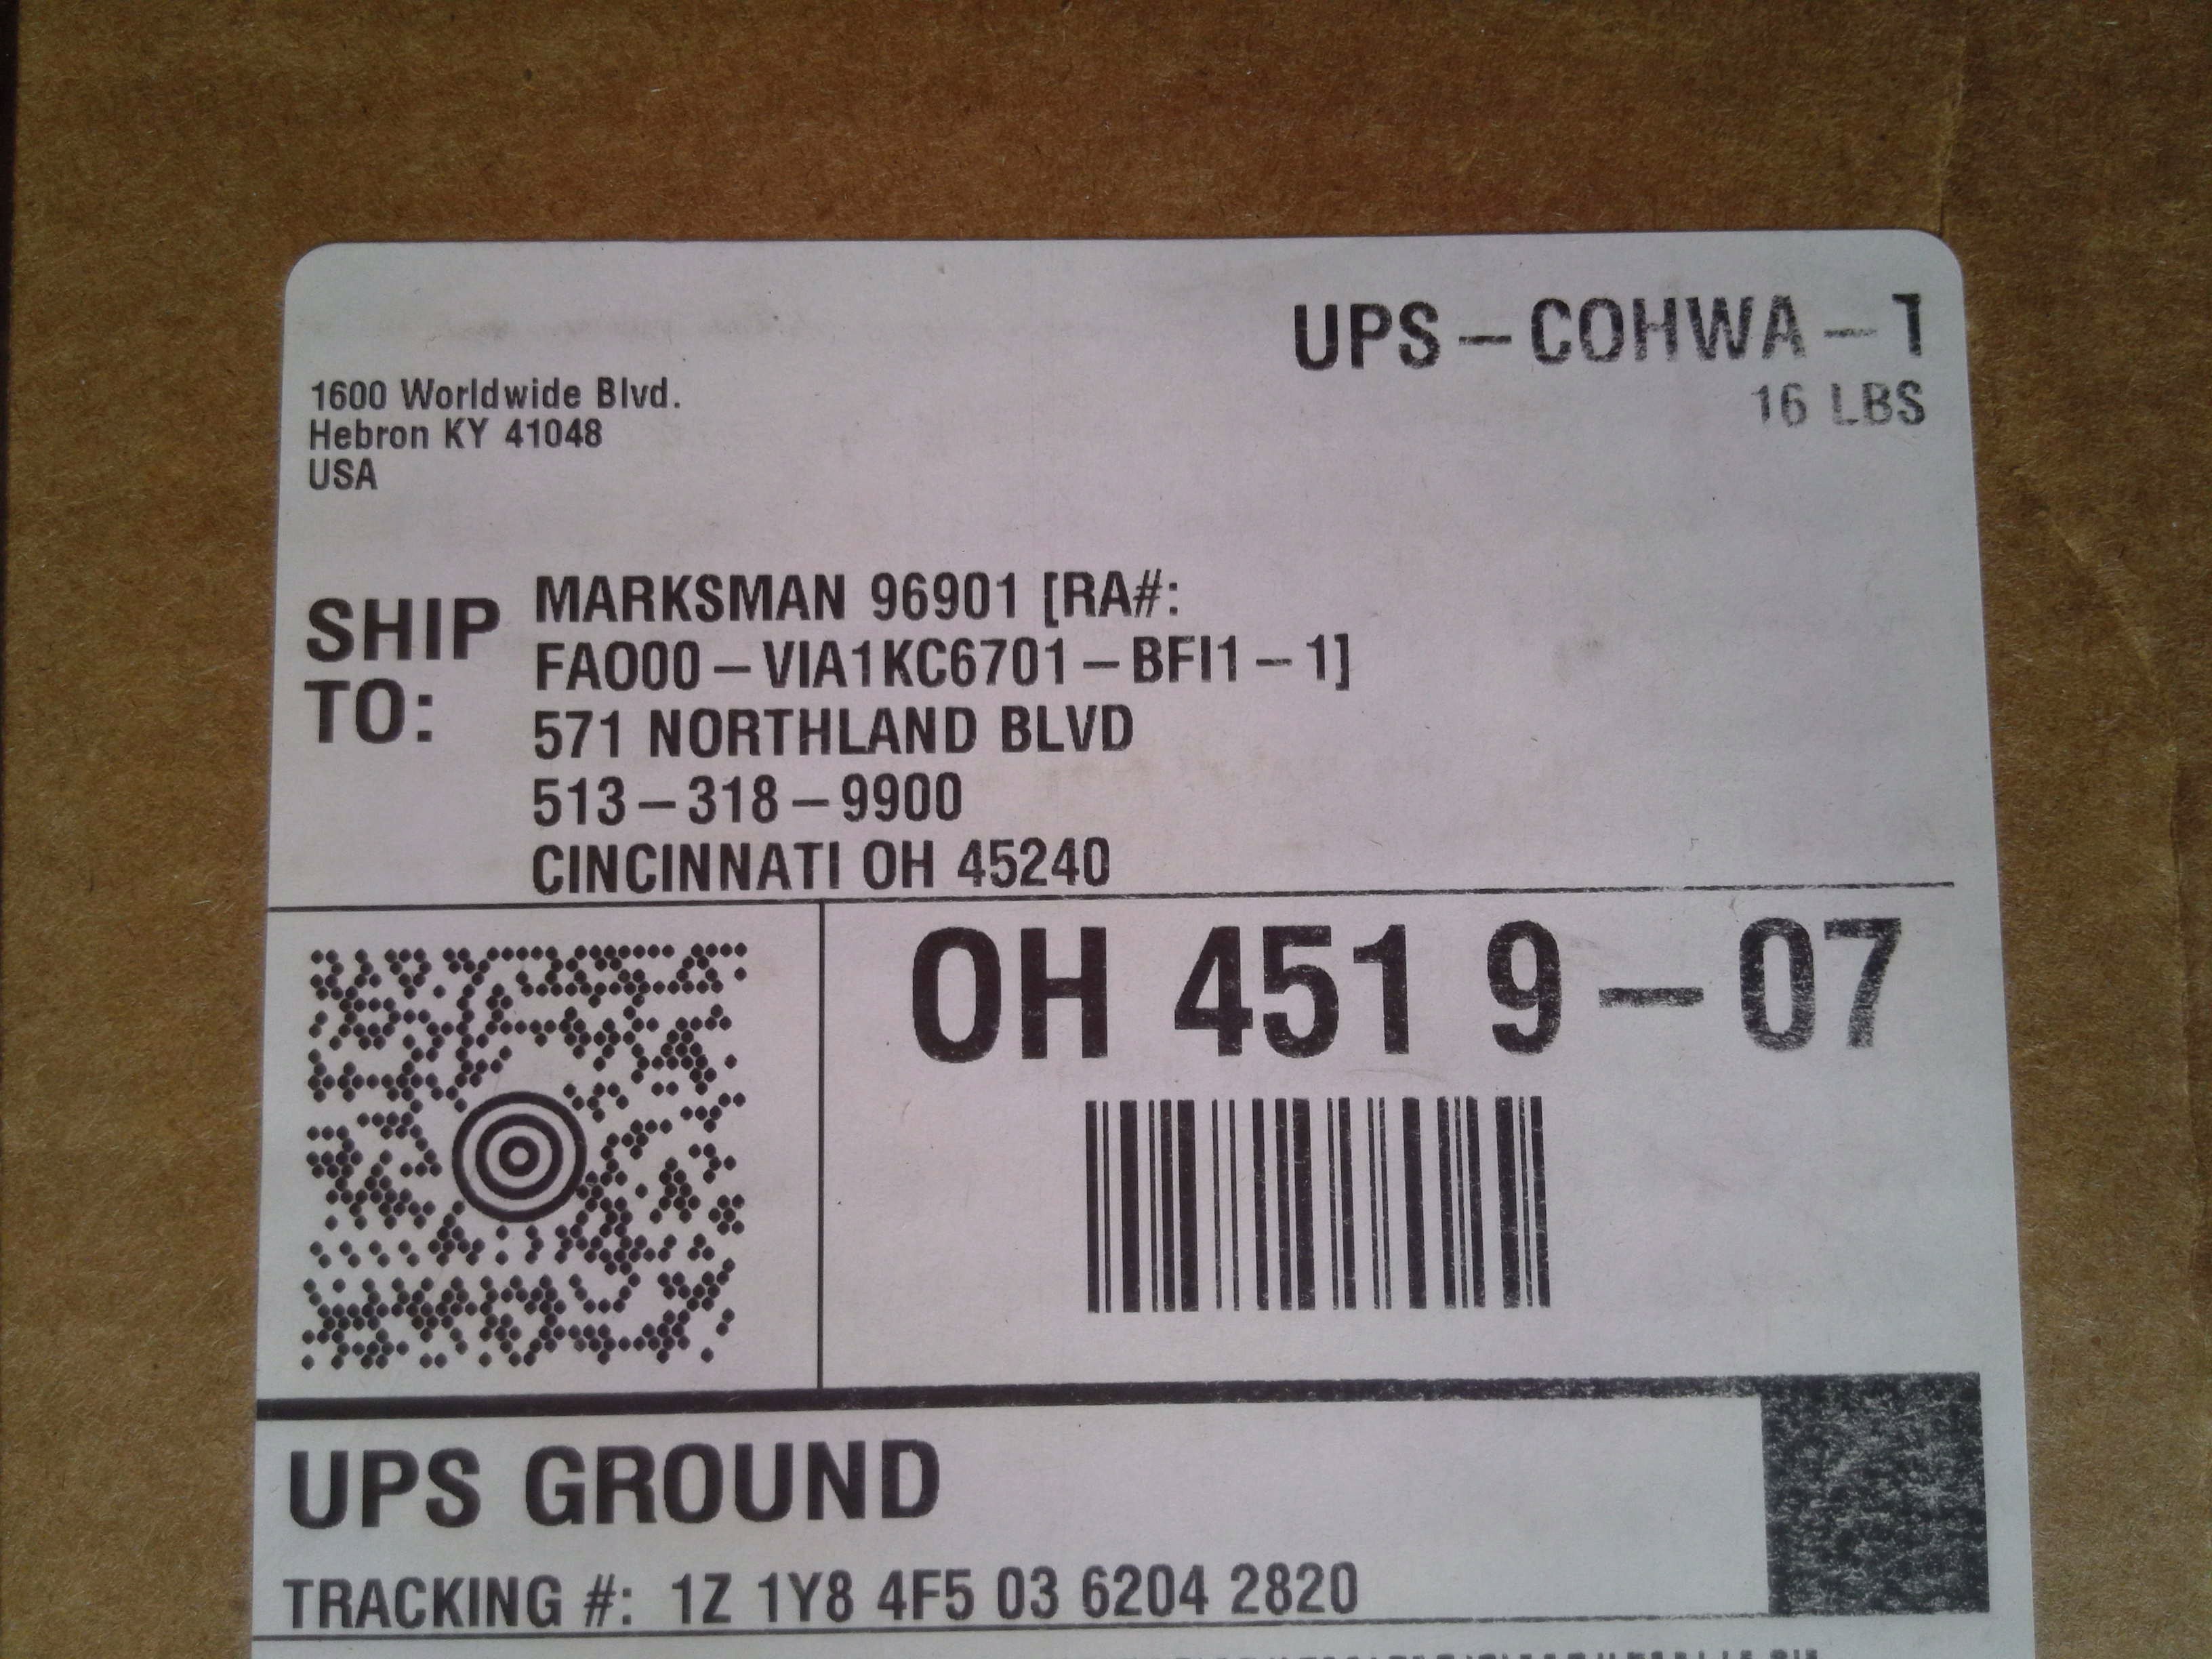 UPS - COHWA - 1
16 LBS
1600 Worldwide Blvd.
Hebron KY 41048
USA
SHIP TO:
MARKSMAN 96901 [RA#:
FAO00 - VIA1KC6701 - BFI1 - 1]
571 NORTHLAND BLVD
513 - 318 - 9900
CINCINNATI OH 45240
OH 451 9 - 07
UPS GROUND
TRACKING #: 1Z 1Y8 4F5 03 6204 2820